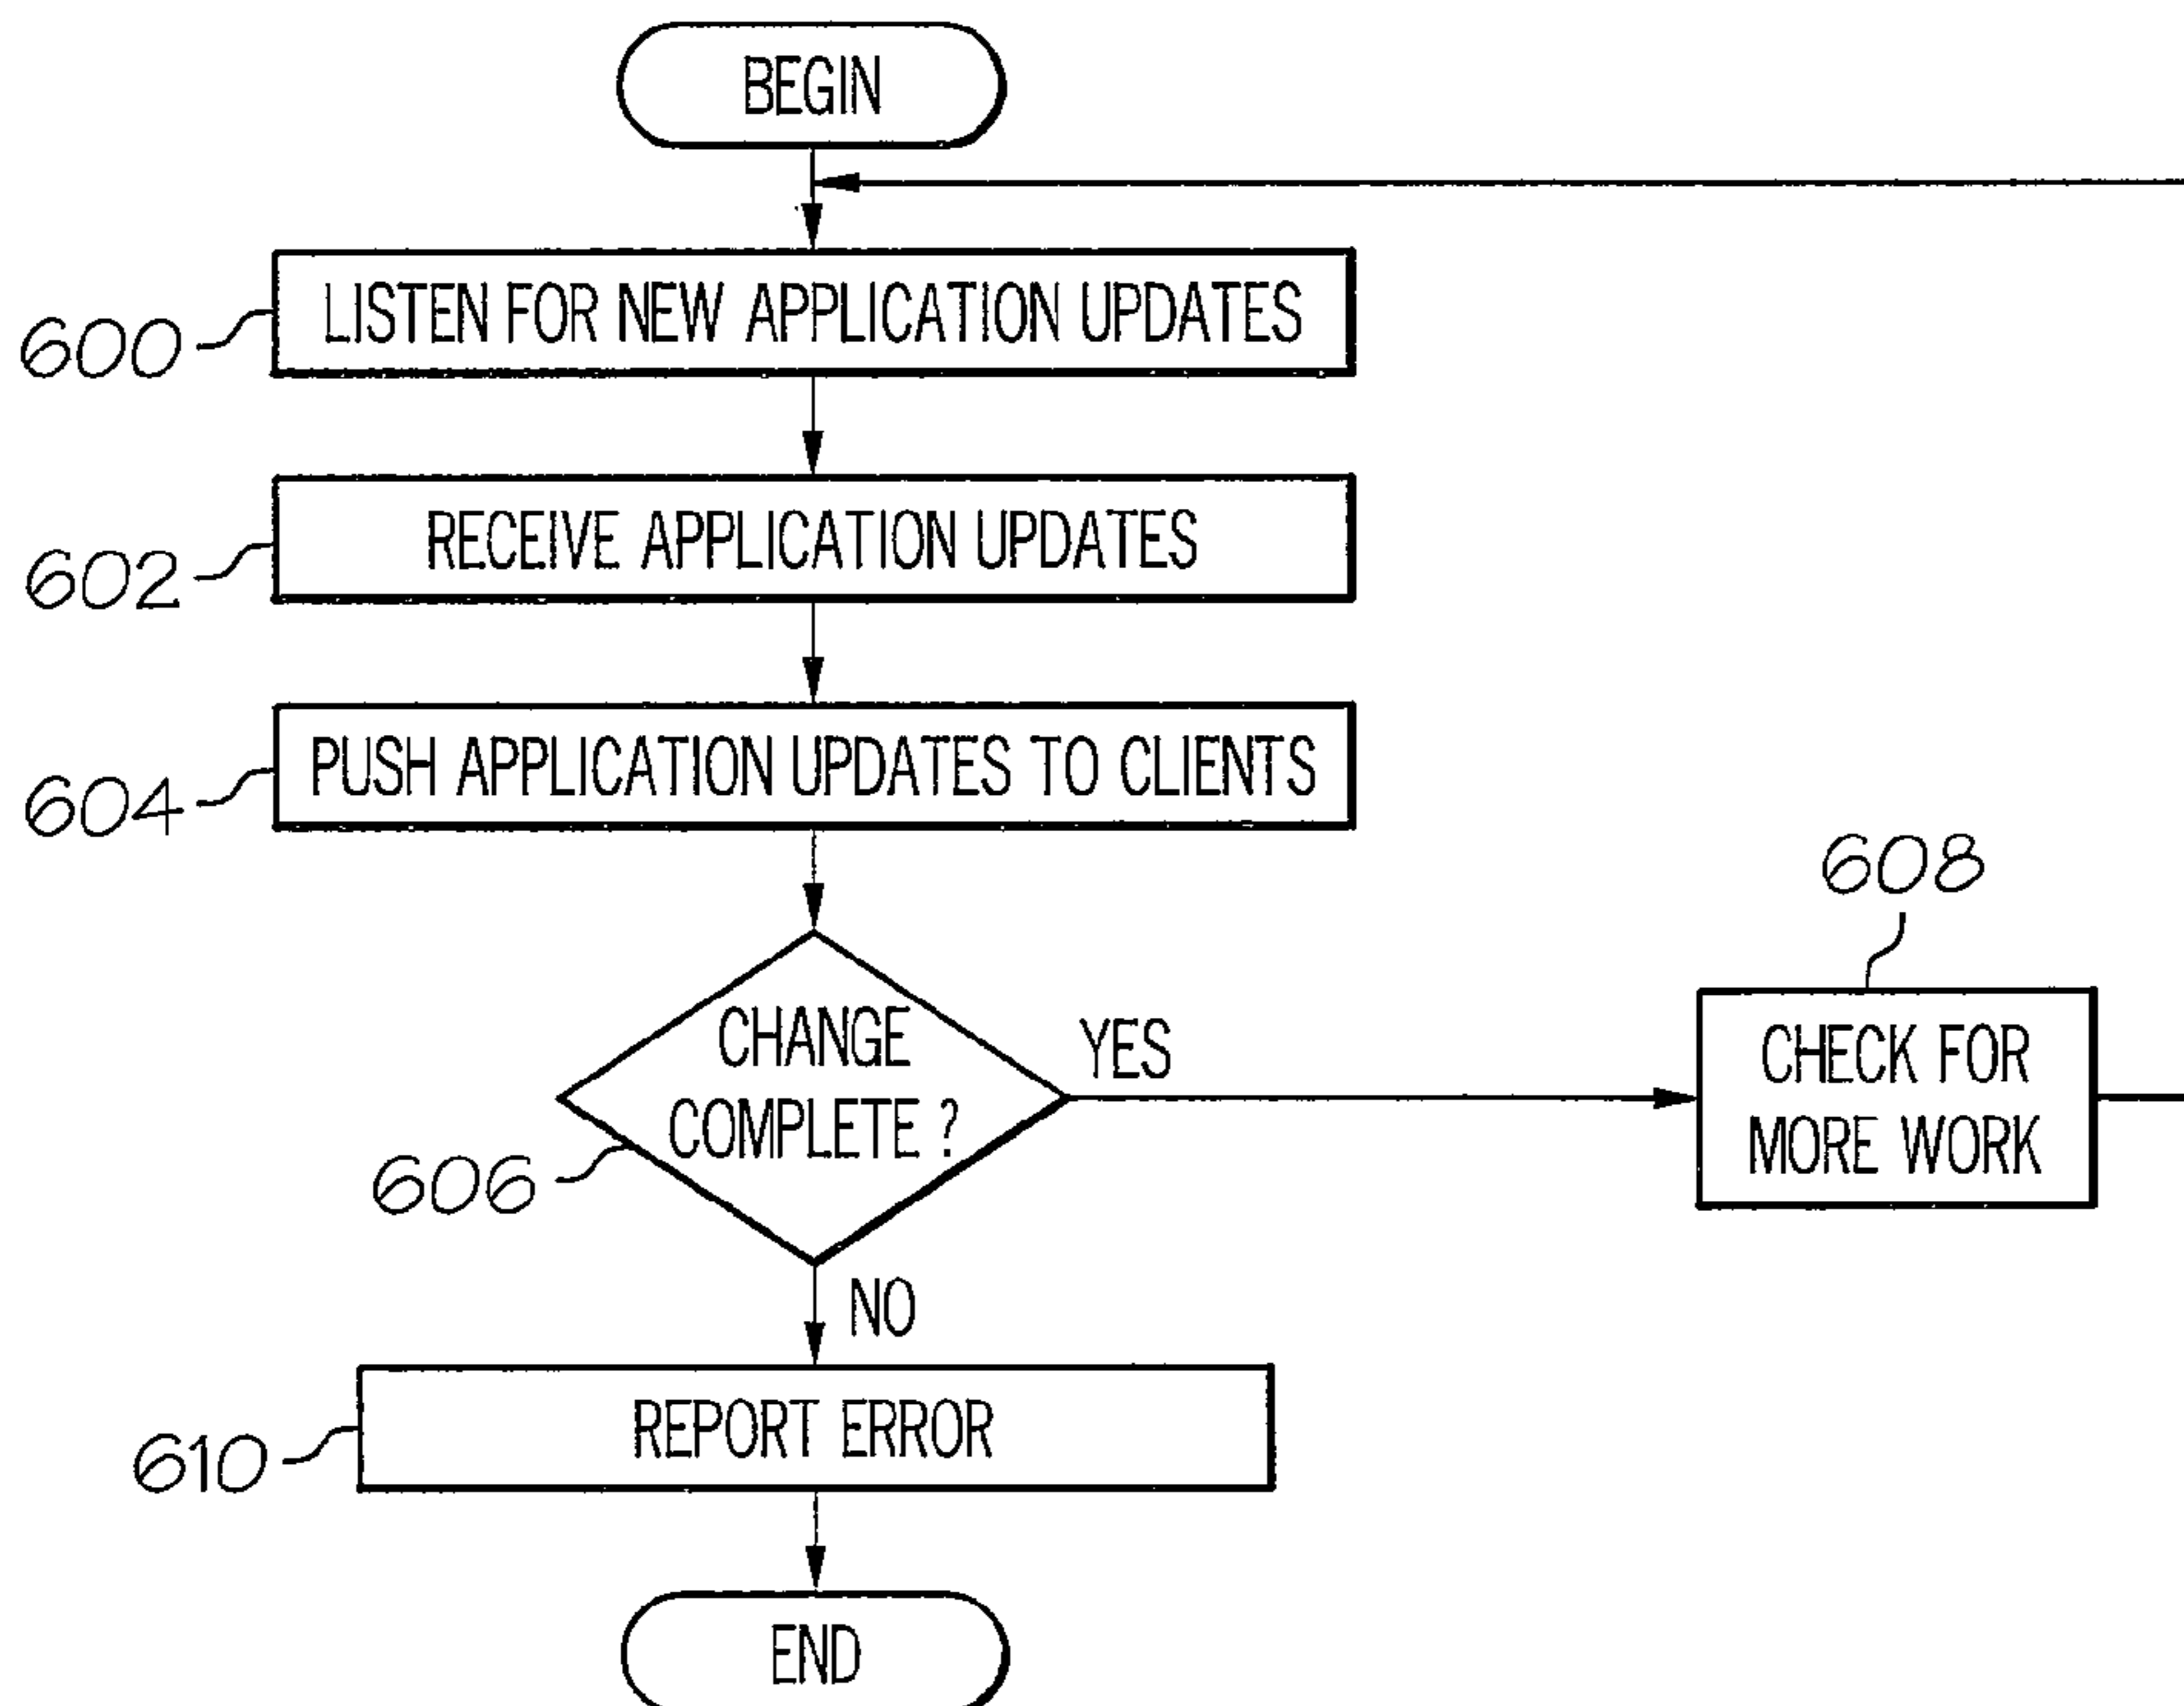 BEGIN
LISTEN FOR NEW APPLICATION UPDATES
600
RECEIVE APPLICATION UPDATES
602
PUSH APPLICATION UPDATES TO CLIENTS
604
608
CHANGE
COMPLETE ?
YES
CHECK FOR
MORE WORK
606
NO
REPORT ERROR
610
END